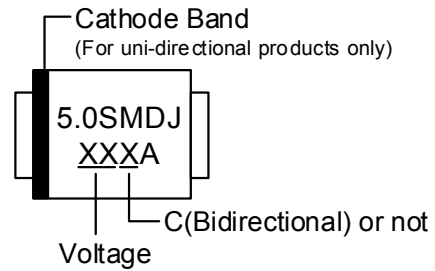 Cathode Band
(For uni-directional products only)
5.0SMDJ
XXXA
C(Bidirectional) or not
Voltage